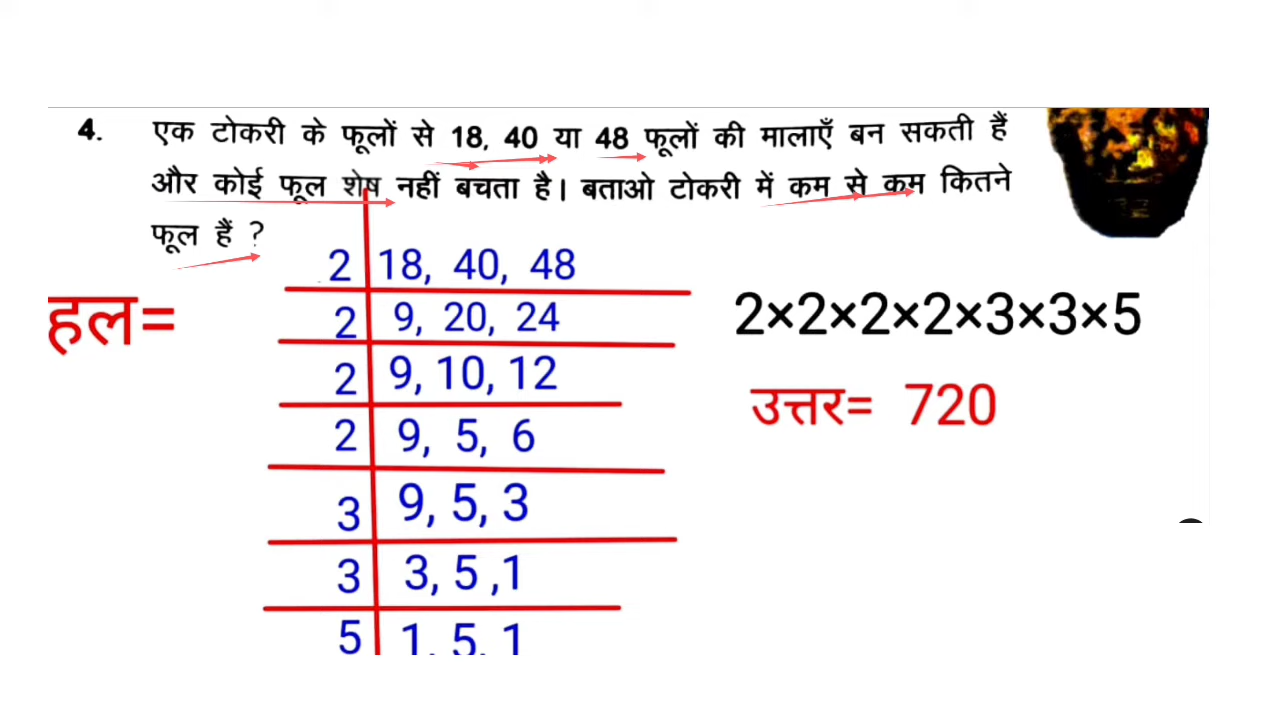 4. एक टोकरी के फूलों से 18, 40 या 48 फूलों की मालाएँ बन सकती हैं
और कोई फूल शेष नहीं बचता है। बताओ टोकरी में कम से कम कितने
फूल हैं ?
हल=
2 18, 40, 48
2 9, 20, 24
2 9, 10, 12
2 9, 5, 6
3 9, 5, 3
3 3, 5 ,1
5 1, 5, 1
2×2×2×2×3×3×5
उत्तर= 720